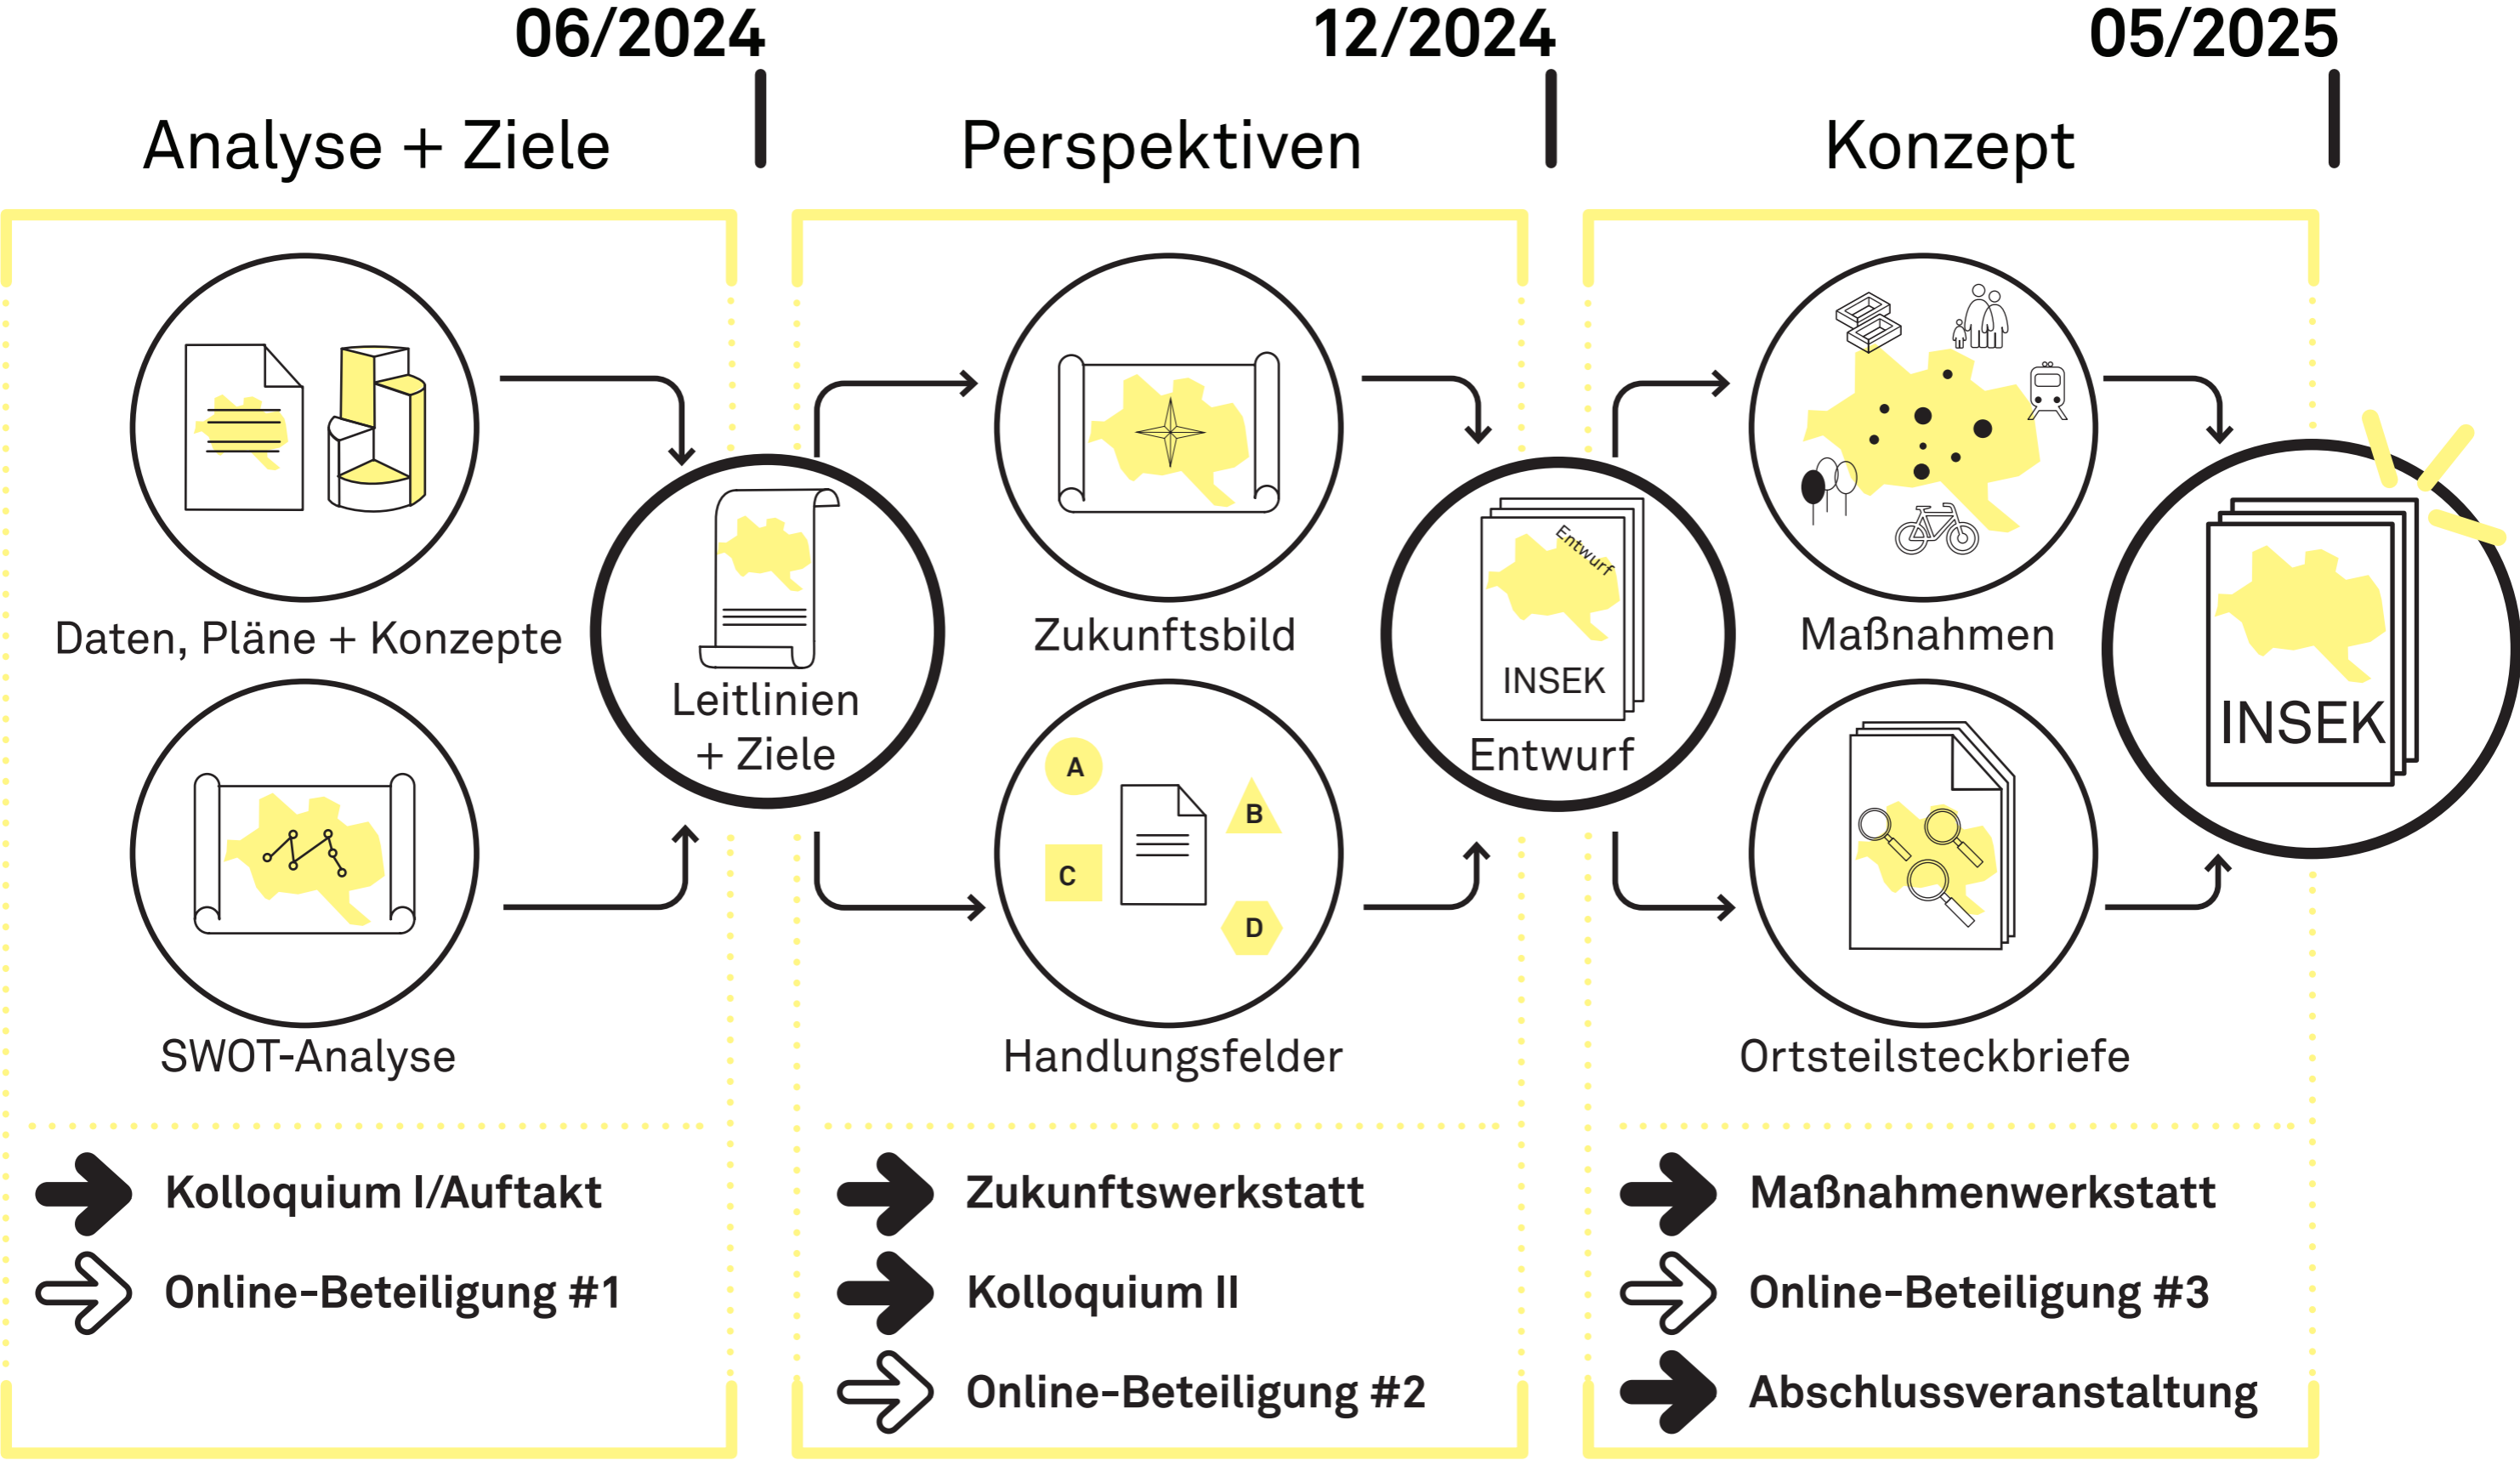 06/2024
12/2024
05/2025
Analyse + Ziele
Perspektiven
Konzept
Daten, Pläne + Konzepte
SWOT-Analyse
Leitlinien
+ Ziele
Zukunftsbild
A
B
C
D
Handlungsfelder
Entwurf
INSEK
Entwurf
Maßnahmen
Ortsteilsteckbriefe
INSEK
Kolloquium I/Auftakt
Online-Beteiligung #1
Zukunftswerkstatt
Kolloquium II
Online-Beteiligung #2
Maßnahmenwerkstatt
Online-Beteiligung #3
Abschlussveranstaltung